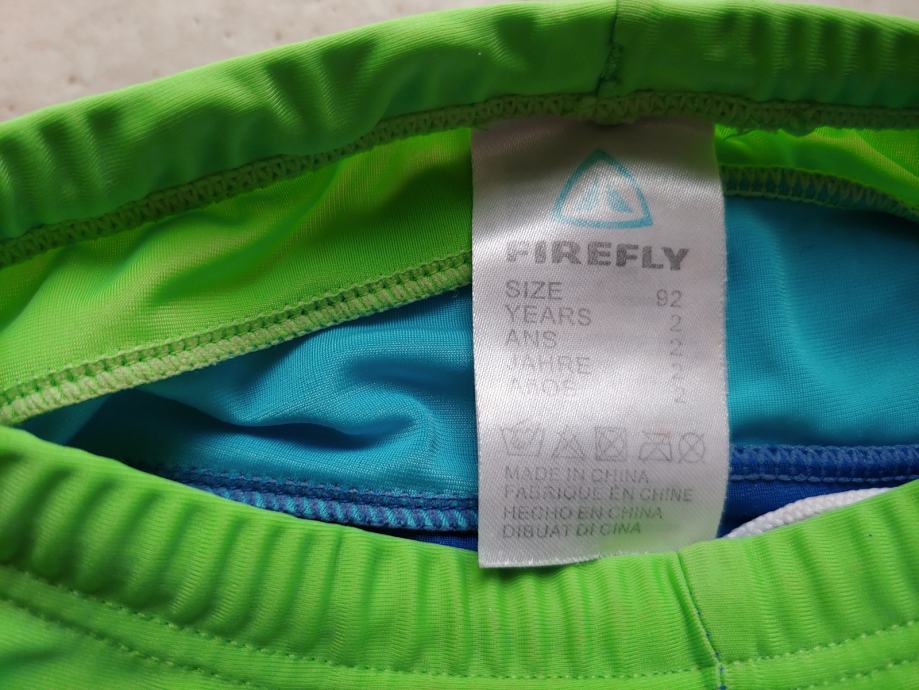 FIREFLY
SIZE 92
YEARS 2
ANS 2
JAHRE 2
AÑOS 2
MADE IN CHINA
FABRIQUE EN CHINE
HECHO EN CHINA
DIBUAT DI CINA